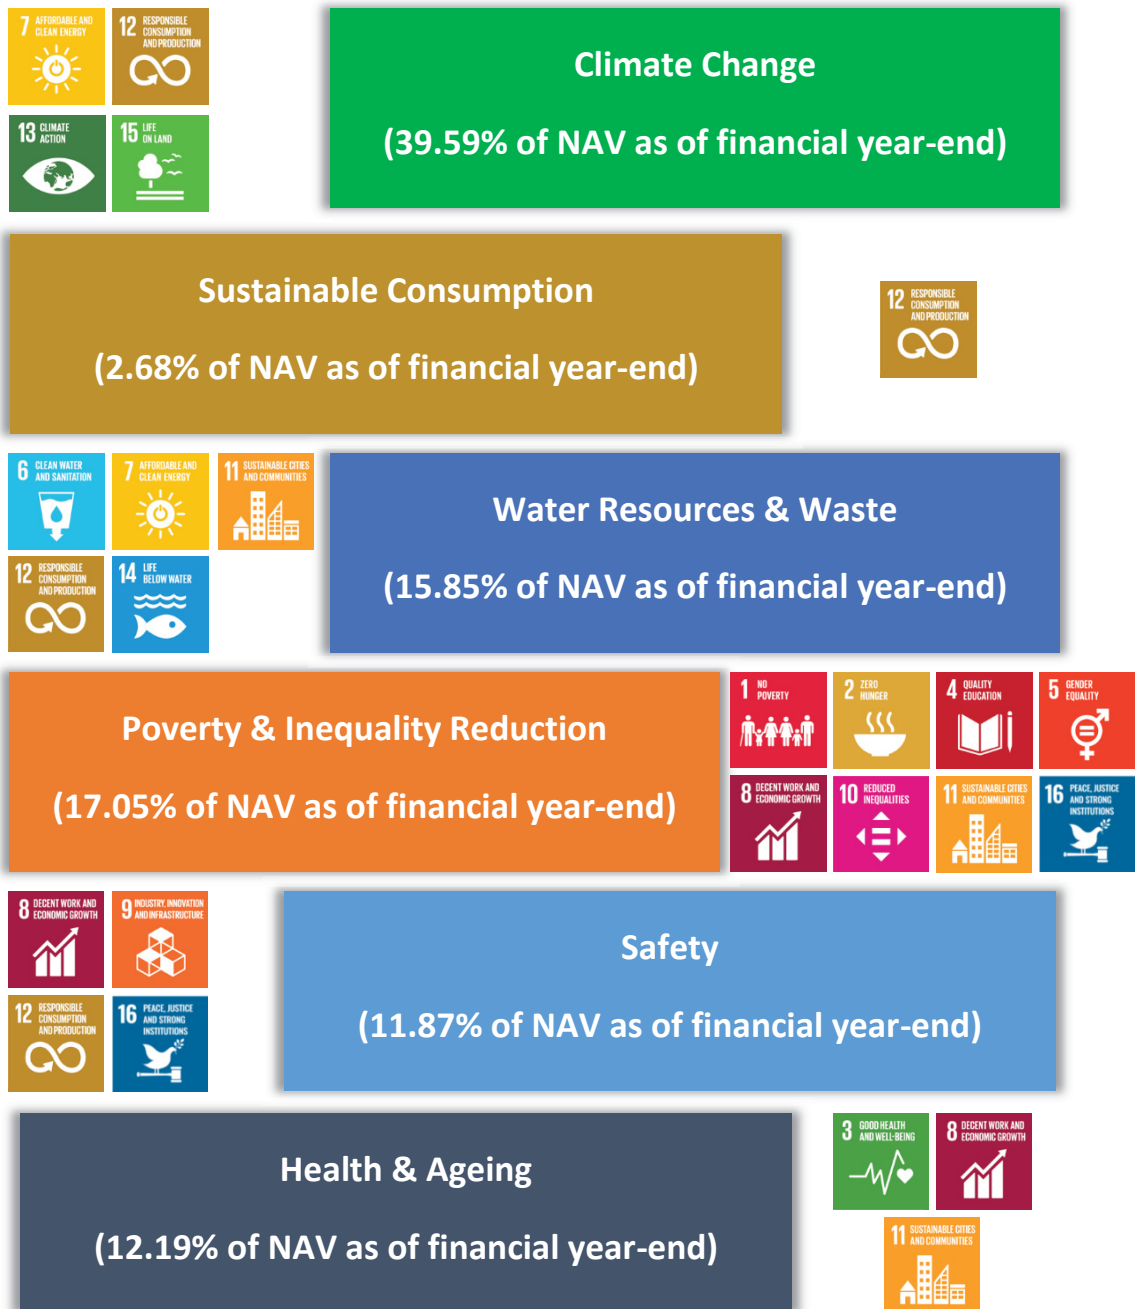 7 AFFORDABLE AND
CLEAN ENERGY
12 RESPONSIBLE
CONSUMPTION
AND PRODUCTION
13 CLIMATE
ACTION
15 LIFE
ON LAND
Climate Change
(39.59% of NAV as of financial year-end)
Sustainable Consumption
(2.68% of NAV as of financial year-end)
12 RESPONSIBLE
CONSUMPTION
AND PRODUCTION
6 CLEAN WATER
AND SANITATION
7 AFFORDABLE AND
CLEAN ENERGY
11 SUSTAINABLE CITIES
AND COMMUNITIES
12 RESPONSIBLE
CONSUMPTION
AND PRODUCTION
14 LIFE
BELOW WATER
Water Resources & Waste
(15.85% of NAV as of financial year-end)
Poverty & Inequality Reduction
(17.05% of NAV as of financial year-end)
1 NO
POVERTY
2 ZERO
HUNGER
4 QUALITY
EDUCATION
5 GENDER
EQUALITY
8 DECENT WORK AND
ECONOMIC GROWTH
10 REDUCED
INEQUALITIES
11 SUSTAINABLE CITIES
AND COMMUNITIES
16 PEACE, JUSTICE
AND STRONG
INSTITUTIONS
8 DECENT WORK AND
ECONOMIC GROWTH
9 INDUSTRY, INNOVATION
AND INFRASTRUCTURE
12 RESPONSIBLE
CONSUMPTION
AND PRODUCTION
16 PEACE, JUSTICE
AND STRONG
INSTITUTIONS
Safety
(11.87% of NAV as of financial year-end)
Health & Ageing
(12.19% of NAV as of financial year-end)
3 GOOD HEALTH
AND WELL-BEING
8 DECENT WORK AND
ECONOMIC GROWTH
11 SUSTAINABLE CITIES
AND COMMUNITIES